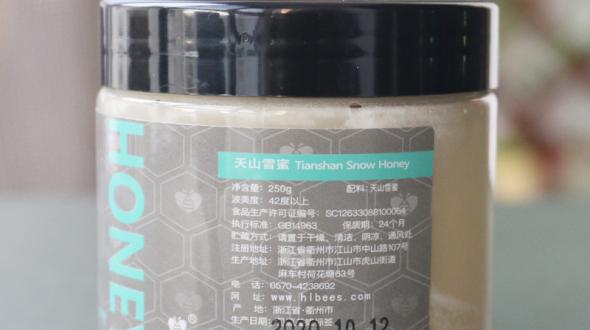 HONEY
天山雪蜜 Tianshan Snow Honey
净含量: 250g 配料: 天山雪蜜
波美度: 42度以上
食品生产许可证编号: SC12633088100064
执行标准: GB14963 保质期: 24个月
贮藏方式: 请置于干燥、清洁、阴凉、通风处
注册地址: 浙江省衢州市江山市中山路107号
生产地址: 浙江省衢州市江山市虎山街道
麻车村荷花塘63号
电 话: 0570-4238692
网 址: www.hlbees.com
产 地: 浙江省衢州市
生产日期: 2020 10 12